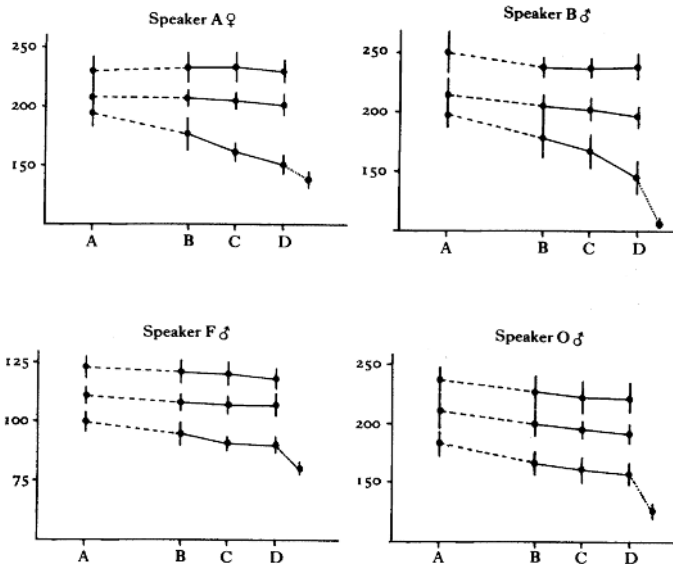 Speaker A ♀
250
200
150
A B C D
Speaker B ♂
250
200
150
A B C D
Speaker F ♂
125
100
75
A B C D
Speaker O ♂
250
200
150
A B C D